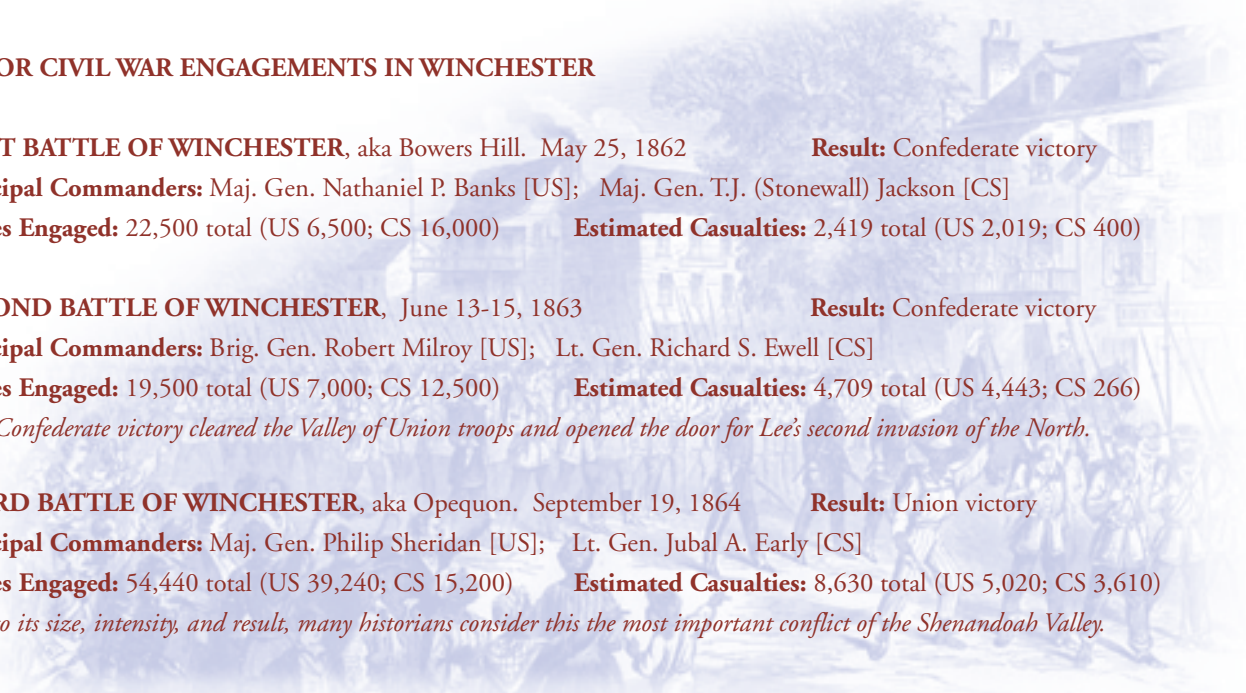 OR CIVIL WAR ENGAGEMENTS IN WINCHESTER
T BATTLE OF WINCHESTER, aka Bowers Hill. May 25, 1862 Result: Confederate victory
cipal Commanders: Maj. Gen. Nathaniel P. Banks [US]; Maj. Gen. T.J. (Stonewall) Jackson [CS]
es Engaged: 22,500 total (US 6,500; CS 16,000) Estimated Casualties: 2,419 total (US 2,019; CS 400)
OND BATTLE OF WINCHESTER, June 13-15, 1863 Result: Confederate victory
cipal Commanders: Brig. Gen. Robert Milroy [US]; Lt. Gen. Richard S. Ewell [CS]
es Engaged: 19,500 total (US 7,000; CS 12,500) Estimated Casualties: 4,709 total (US 4,443; CS 266)
Confederate victory cleared the Valley of Union troops and opened the door for Lee's second invasion of the North.
RD BATTLE OF WINCHESTER, aka Opequon. September 19, 1864 Result: Union victory
cipal Commanders: Maj. Gen. Philip Sheridan [US]; Lt. Gen. Jubal A. Early [CS]
es Engaged: 54,440 total (US 39,240; CS 15,200) Estimated Casualties: 8,630 total (US 5,020; CS 3,610)
o its size, intensity, and result, many historians consider this the most important conflict of the Shenandoah Valley.